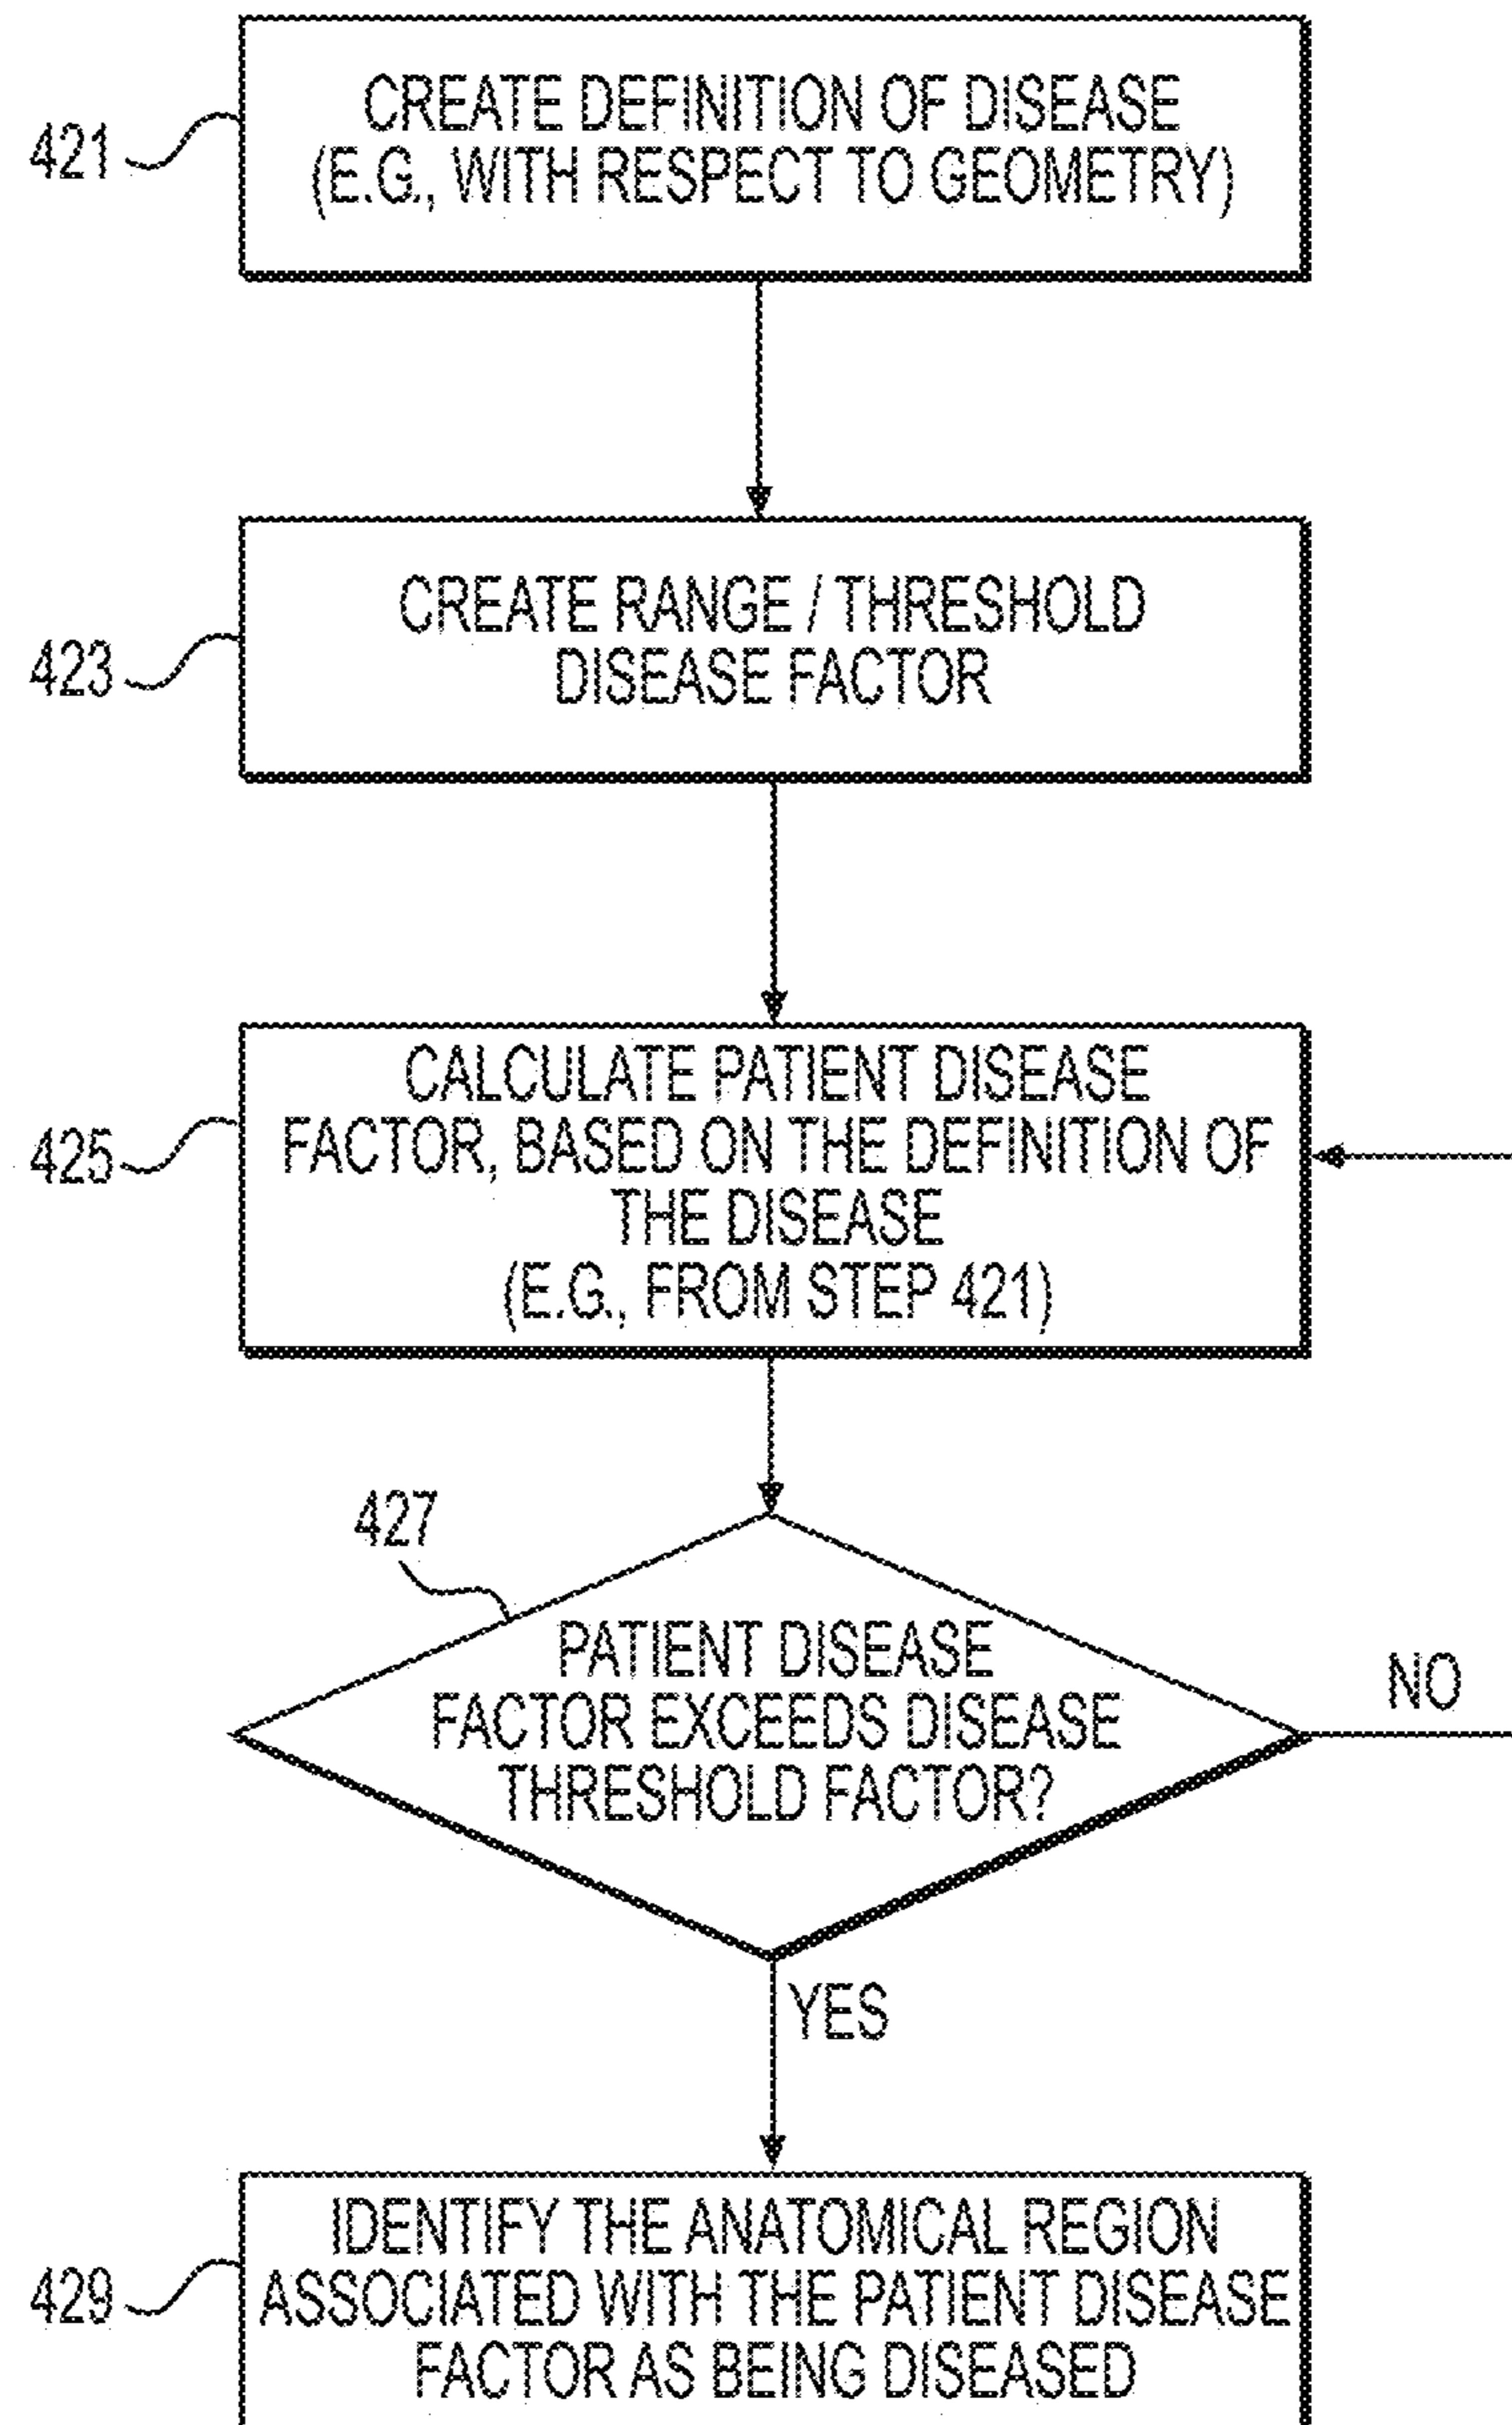 421
CREATE DEFINITION OF DISEASE
(E.G., WITH RESPECT TO GEOMETRY)
423
CREATE RANGE / THRESHOLD
DISEASE FACTOR
425
CALCULATE PATIENT DISEASE
FACTOR, BASED ON THE DEFINITION OF
THE DISEASE
(E.G., FROM STEP 421)
427
PATIENT DISEASE
FACTOR EXCEEDS DISEASE
THRESHOLD FACTOR?
NO
YES
429
IDENTIFY THE ANATOMICAL REGION
ASSOCIATED WITH THE PATIENT DISEASE
FACTOR AS BEING DISEASED